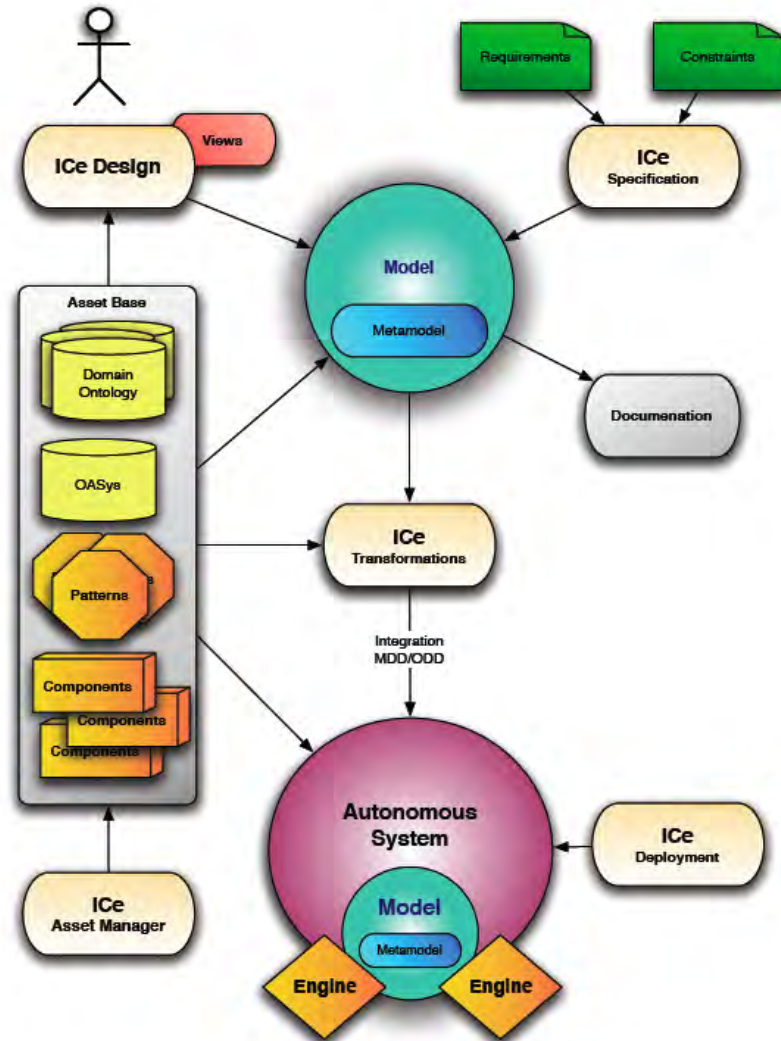 Requirements
Constraints
Views
ICe Design
ICe
Specification
Model
Metamodel
Asset Base
Domain
Ontology
Documenation
OASys
ICe
Transformations
Patterns
Integration
MDD/ODD
Components
Components
Components
Autonomous
System
ICe
Deployment
ICe
Asset Manager
Model
Metamodel
Engine
Engine